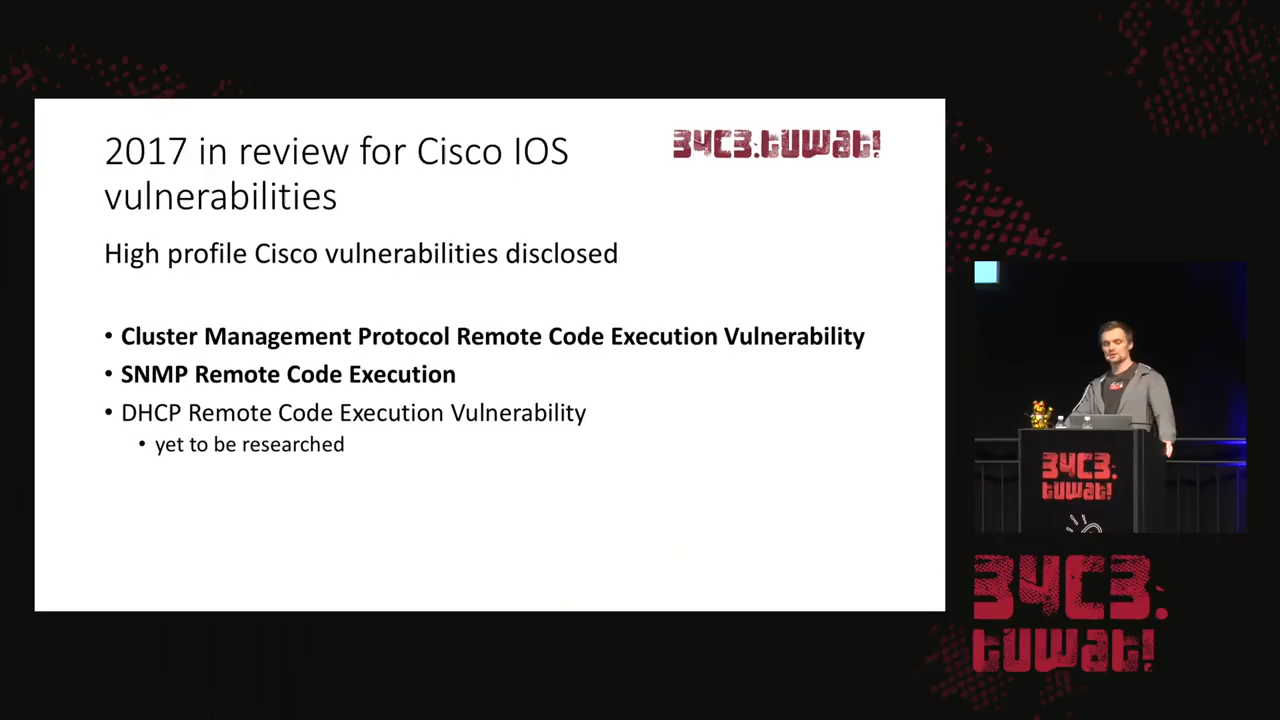 2017 in review for Cisco IOS
vulnerabilities
34C3.tuwat!
High profile Cisco vulnerabilities disclosed
• Cluster Management Protocol Remote Code Execution Vulnerability
• SNMP Remote Code Execution
• DHCP Remote Code Execution Vulnerability
• yet to be researched
34C3.
tuwat!
34C3.
tuwat!